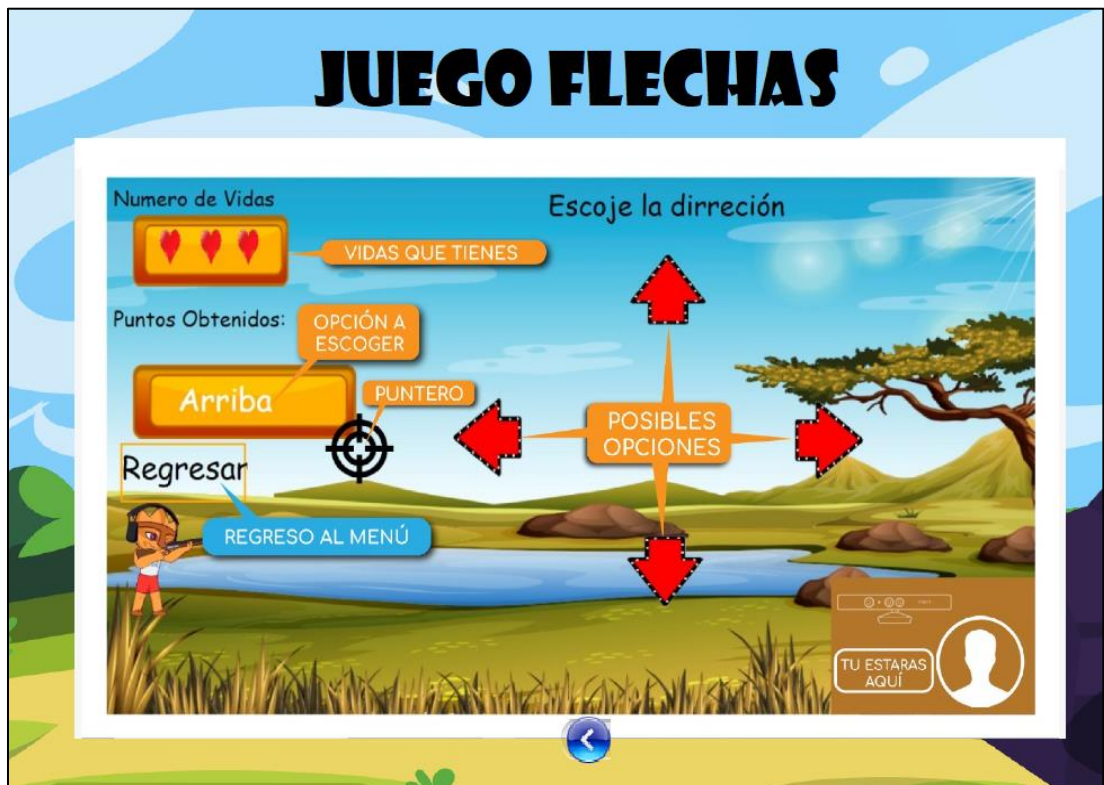 JUEGO FLECHAS
Numero de Vidas
Escoje la dirreción
VIDAS QUE TIENES
Puntos Obtenidos:
OPCIÓN A
ESCOGER
Arriba
PUNTERO
POSIBLES
OPCIONES
Regresar
REGRESO AL MENÚ
TU ESTARAS
AQUÍ